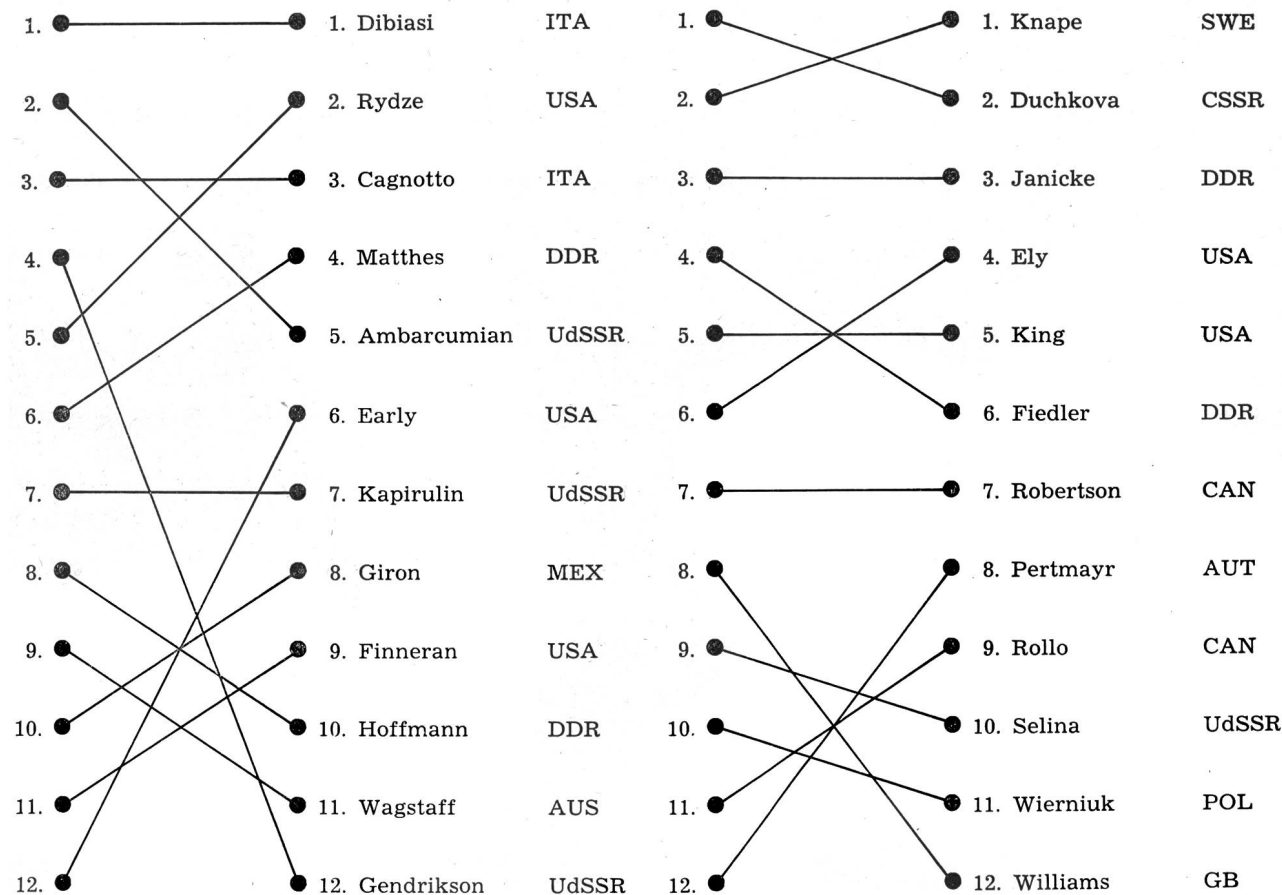 1. 1. Dibiasi ITA
2. 2. Rydze USA
3. 3. Cagnotto ITA
4. 4. Matthes DDR
5. 5. Ambarcumian UdSSR
6. 6. Early USA
7. 7. Kapirulin UdSSR
8. 8. Giron MEX
9. 9. Finneran USA
10. 10. Hoffmann DDR
11. 11. Wagstaff AUS
12. 12. Gendrikson UdSSR
1. 1. Knape SWE
2. 2. Duchkova CSSR
3. 3. Janicke DDR
4. 4. Ely USA
5. 5. King USA
6. 6. Fiedler DDR
7. 7. Robertson CAN
8. 8. Pertmayr AUT
9. 9. Rollo CAN
10. 10. Selina UdSSR
11. 11. Wierniuk POL
12. 12. Williams GB